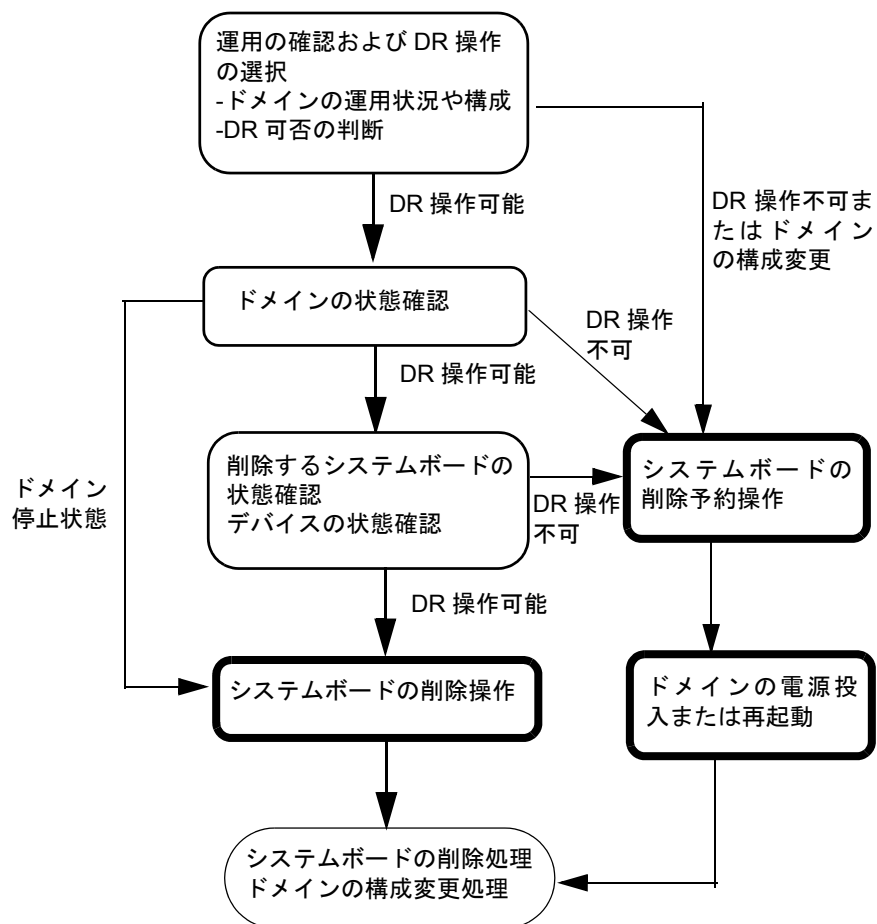 運用の確認および DR 操作
の選択
-ドメインの運用状況や構成
-DR 可否の判断
DR 操作可能
DR 操作不可ま
たはドメイン
の構成変更
ドメインの状態確認
DR 操作
不可
DR 操作可能
削除するシステムボードの
状態確認
デバイスの状態確認
システムボードの
削除予約操作
ドメイン
停止状態
DR 操作
不可
DR 操作可能
システムボードの削除操作
ドメインの電源投
入または再起動
システムボードの削除処理
ドメインの構成変更処理